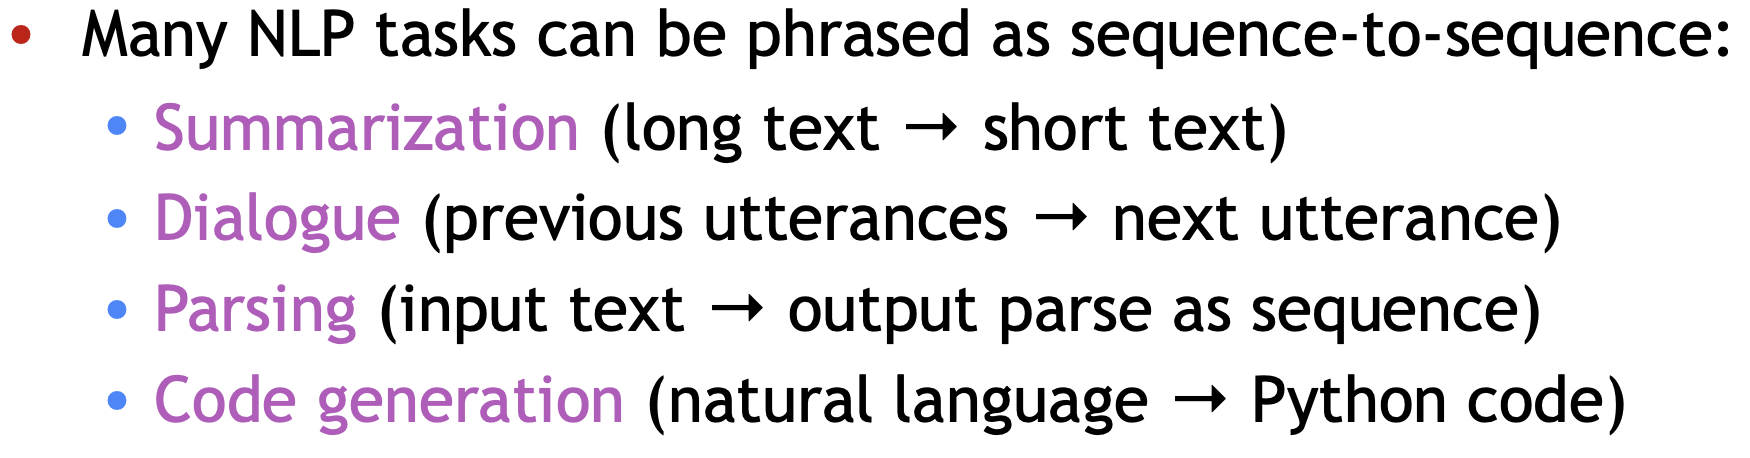 • Many NLP tasks can be phrased as sequence-to-sequence:
• Summarization (long text → short text)
• Dialogue (previous utterances → next utterance)
• Parsing (input text → output parse as sequence)
• Code generation (natural language → Python code)